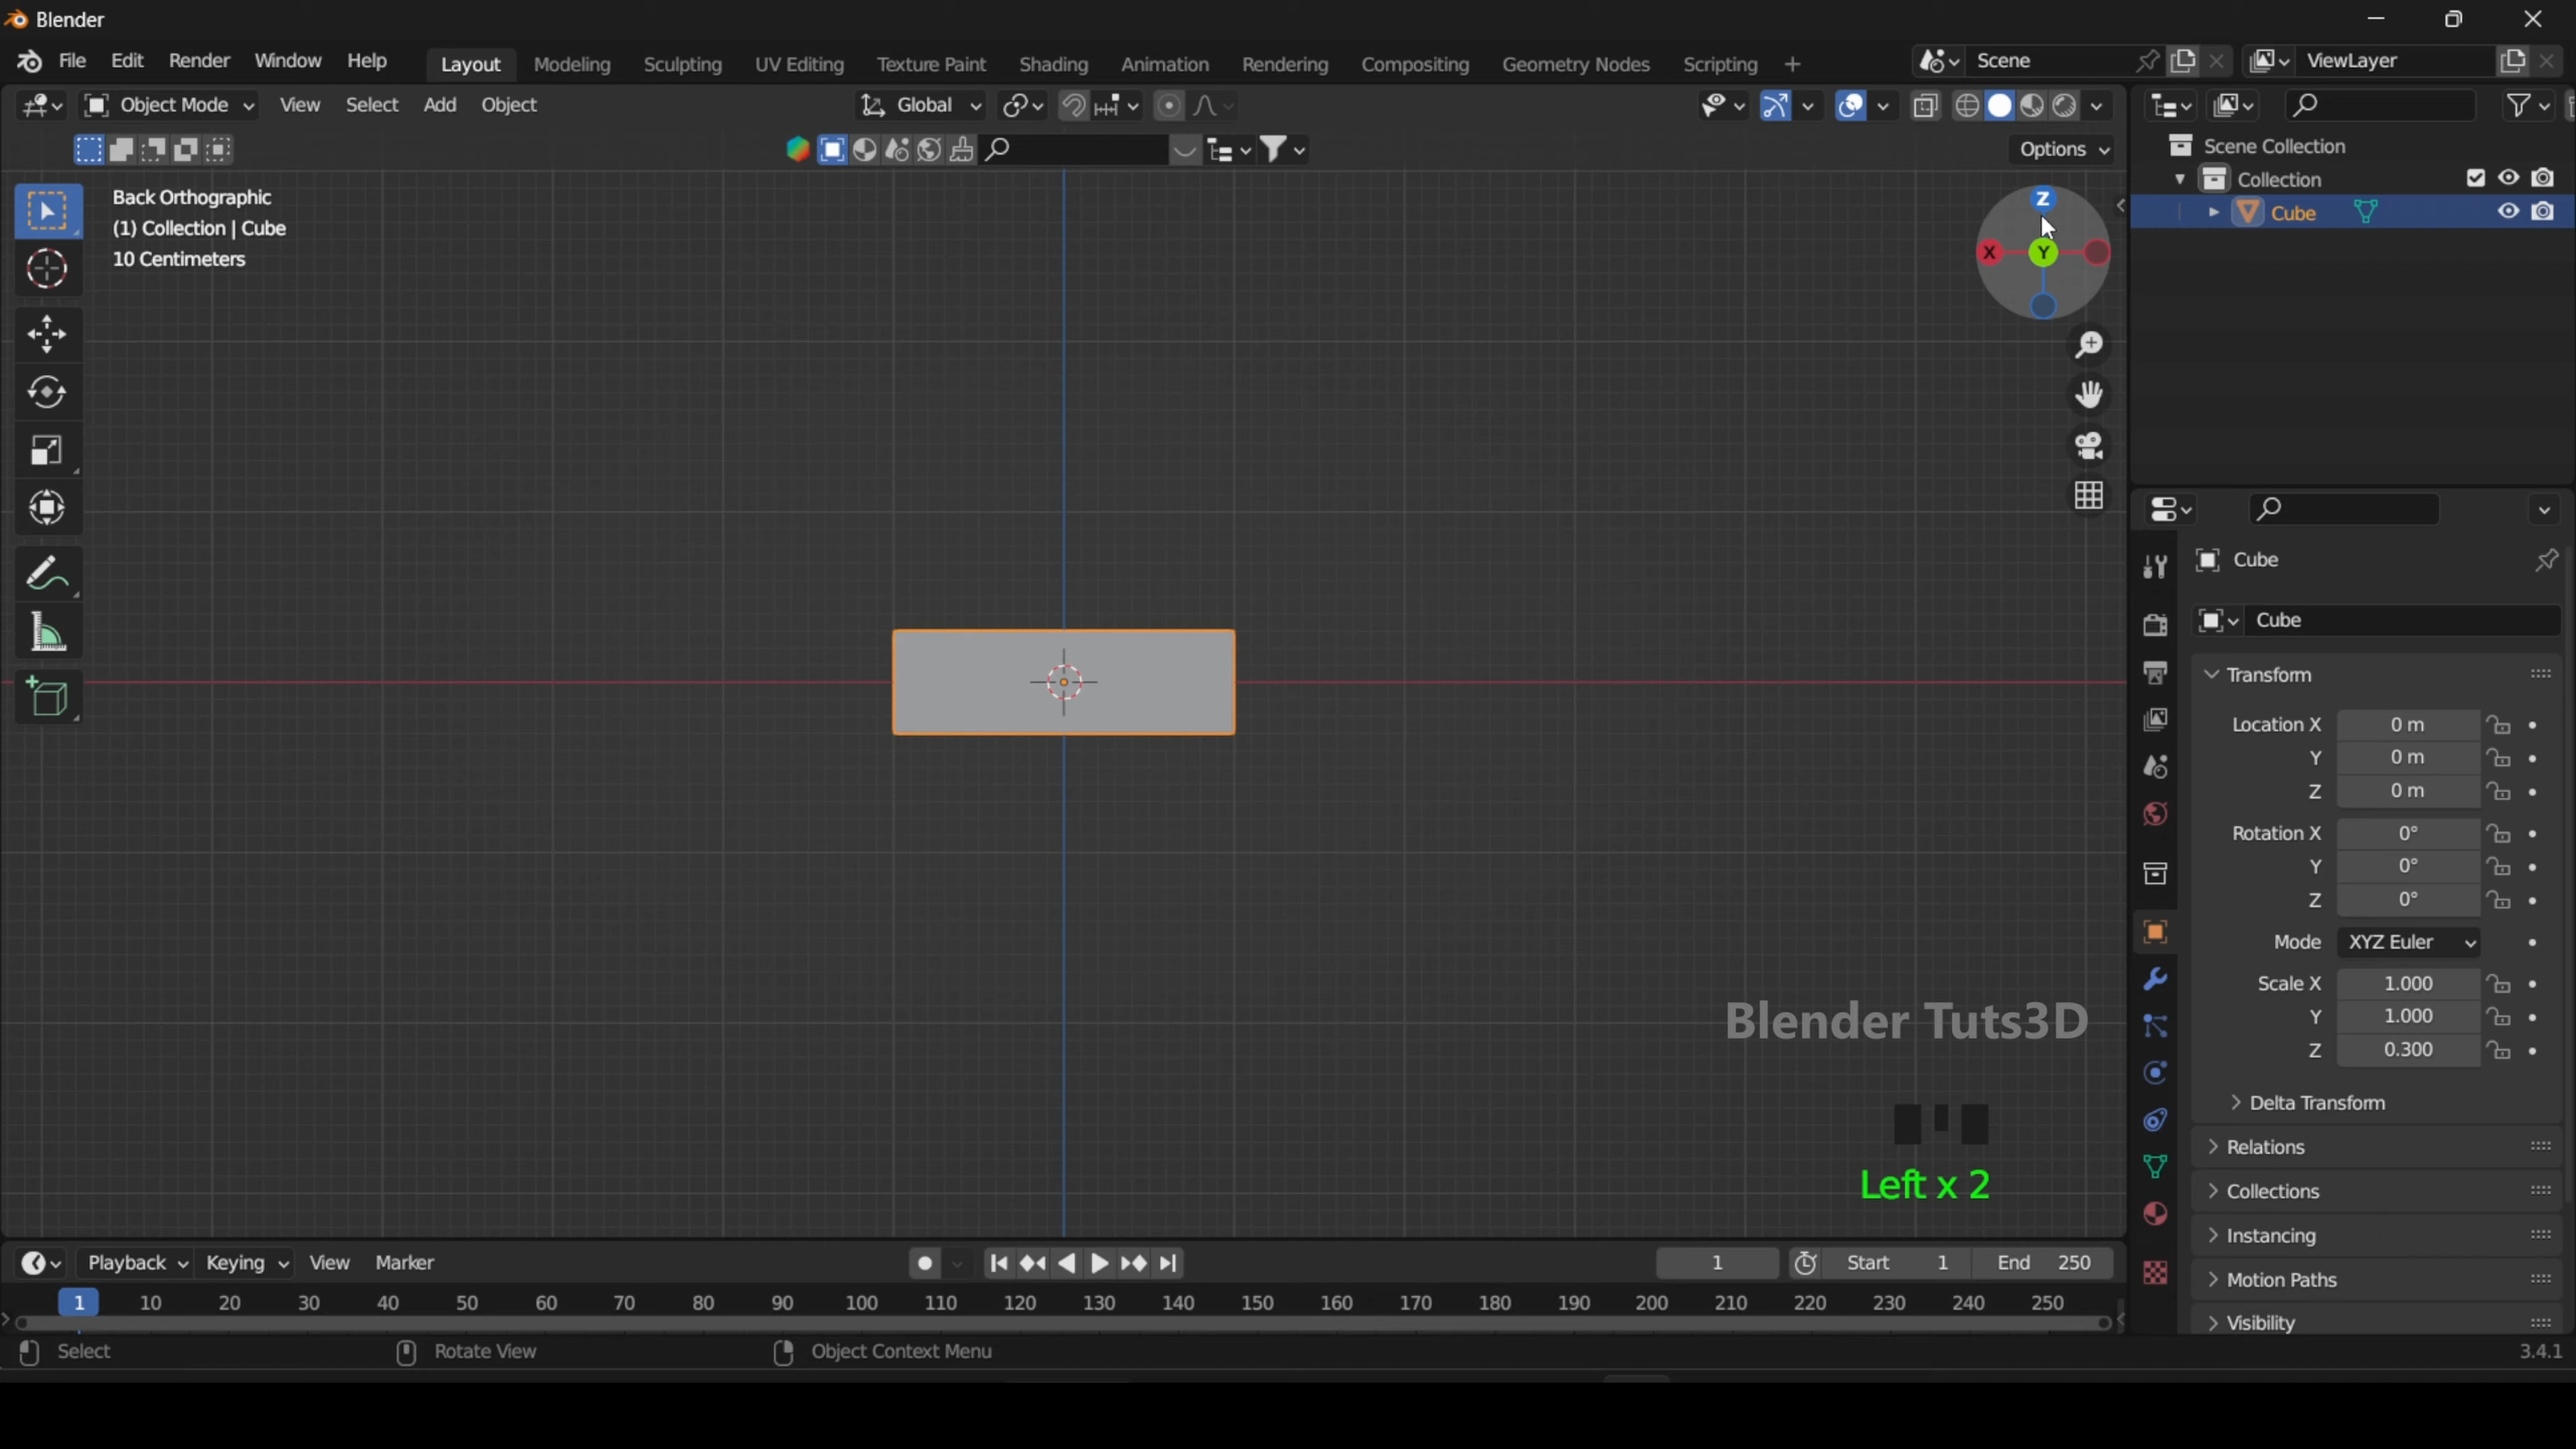 Blender
File Edit Render Window Help Layout Modeling Sculpting UV Editing Texture Paint Shading Animation Rendering Compositing Geometry Nodes Scripting + Scene ViewLayer
Object Mode View Select Add Object Global
Options
Back Orthographic
(1) Collection | Cube
10 Centimeters
Z
X Y
Scene Collection
Collection
Cube
Cube
Cube
Transform
Location X 0 m
Y 0 m
Z 0 m
Rotation X 0°
Y 0°
Z 0°
Mode XYZ Euler
Scale X 1.000
Y 1.000
Z 0.300
Delta Transform
Relations
Collections
Instancing
Motion Paths
Visibility
Blender Tuts3D
Left x 2
Playback Keying View Marker 1 Start 1 End 250
1 10 20 30 40 50 60 70 80 90 100 110 120 130 140 150 160 170 180 190 200 210 220 230 240 250
Select Rotate View Object Context Menu 3.4.1